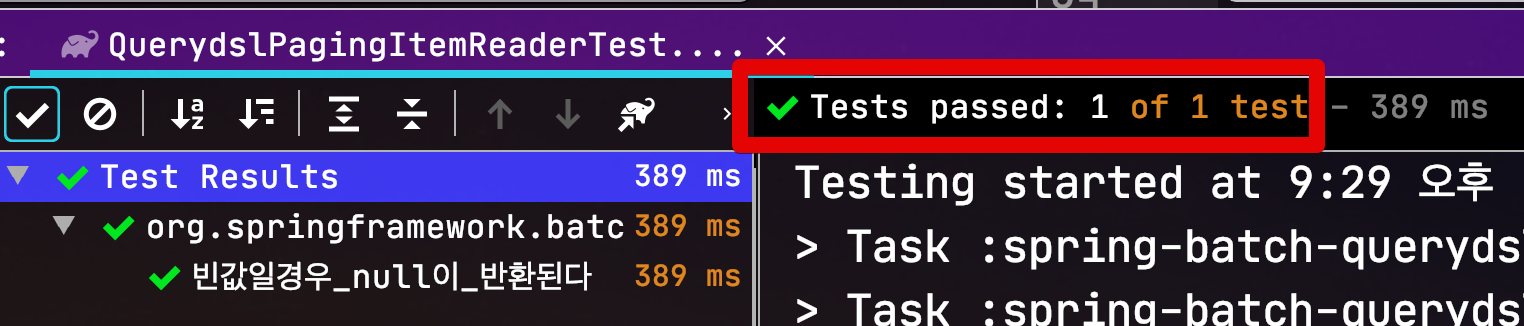 QuerydslPagingItemReaderTest....
Tests passed: 1 of 1 test – 389 ms
Test Results 389 ms
org.springframework.batc 389 ms
빈값일경우_null이_반환된다 389 ms
Testing started at 9:29 오후
> Task :spring-batch-queryds
> Task :spring-batch-queryds